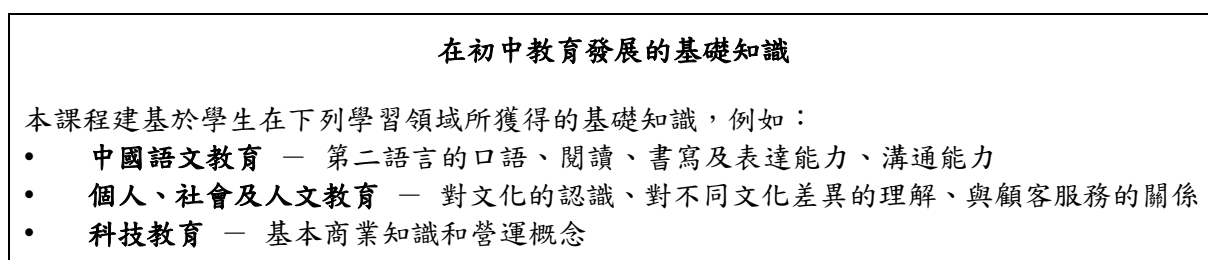 在初中教育發展的基礎知識
本課程建基於學生在下列學習領域所獲得的基礎知識，例如：
• 中國語文教育 － 第二語言的口語、閱讀、書寫及表達能力、溝通能力
• 個人、社會及人文教育 － 對文化的認識、對不同文化差異的理解、與顧客服務的關係
• 科技教育 － 基本商業知識和營運概念